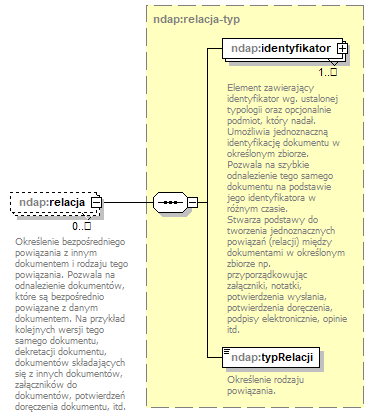 ndap:relacja-typ
ndap:identyfikator
1..
Element zawierający
identyfikator wg. ustalonej
typologii oraz opcjonalnie
podmiot, który nadał.
Umożliwia jednoznaczną
identyfikację dokumentu w
określonym zbiorze.
Pozwala na szybkie
odnalezienie tego samego
dokumentu na podstawie
jego identyfikatora w
różnym czasie.
Stwarza podstawy do
tworzenia jednoznacznych
powiązań (relacji) między
dokumentami w określonym
zbiorze np.
przyporządkowując
załączniki, notatki,
potwierdzenia wysłania,
potwierdzenia doręczenia,
podpisy elektronicznie, opinie
itd.
ndap:relacja
0..
Określenie bezpośredniego
powiązania z innym
dokumentem i rodzaju tego
powiązania. Pozwala na
odnalezienie dokumentów,
które są bezpośrednio
powiązane z danym
dokumentem. Na przykład
kolejnych wersji tego
samego dokumentu,
dekretacji dokumentu,
dokumentów składających
się z innych dokumentów,
załączników do
dokumentów, potwierdzeń
doręczenia dokumentu, itd.
ndap:typRelacji
Określenie rodzaju
powiązania.